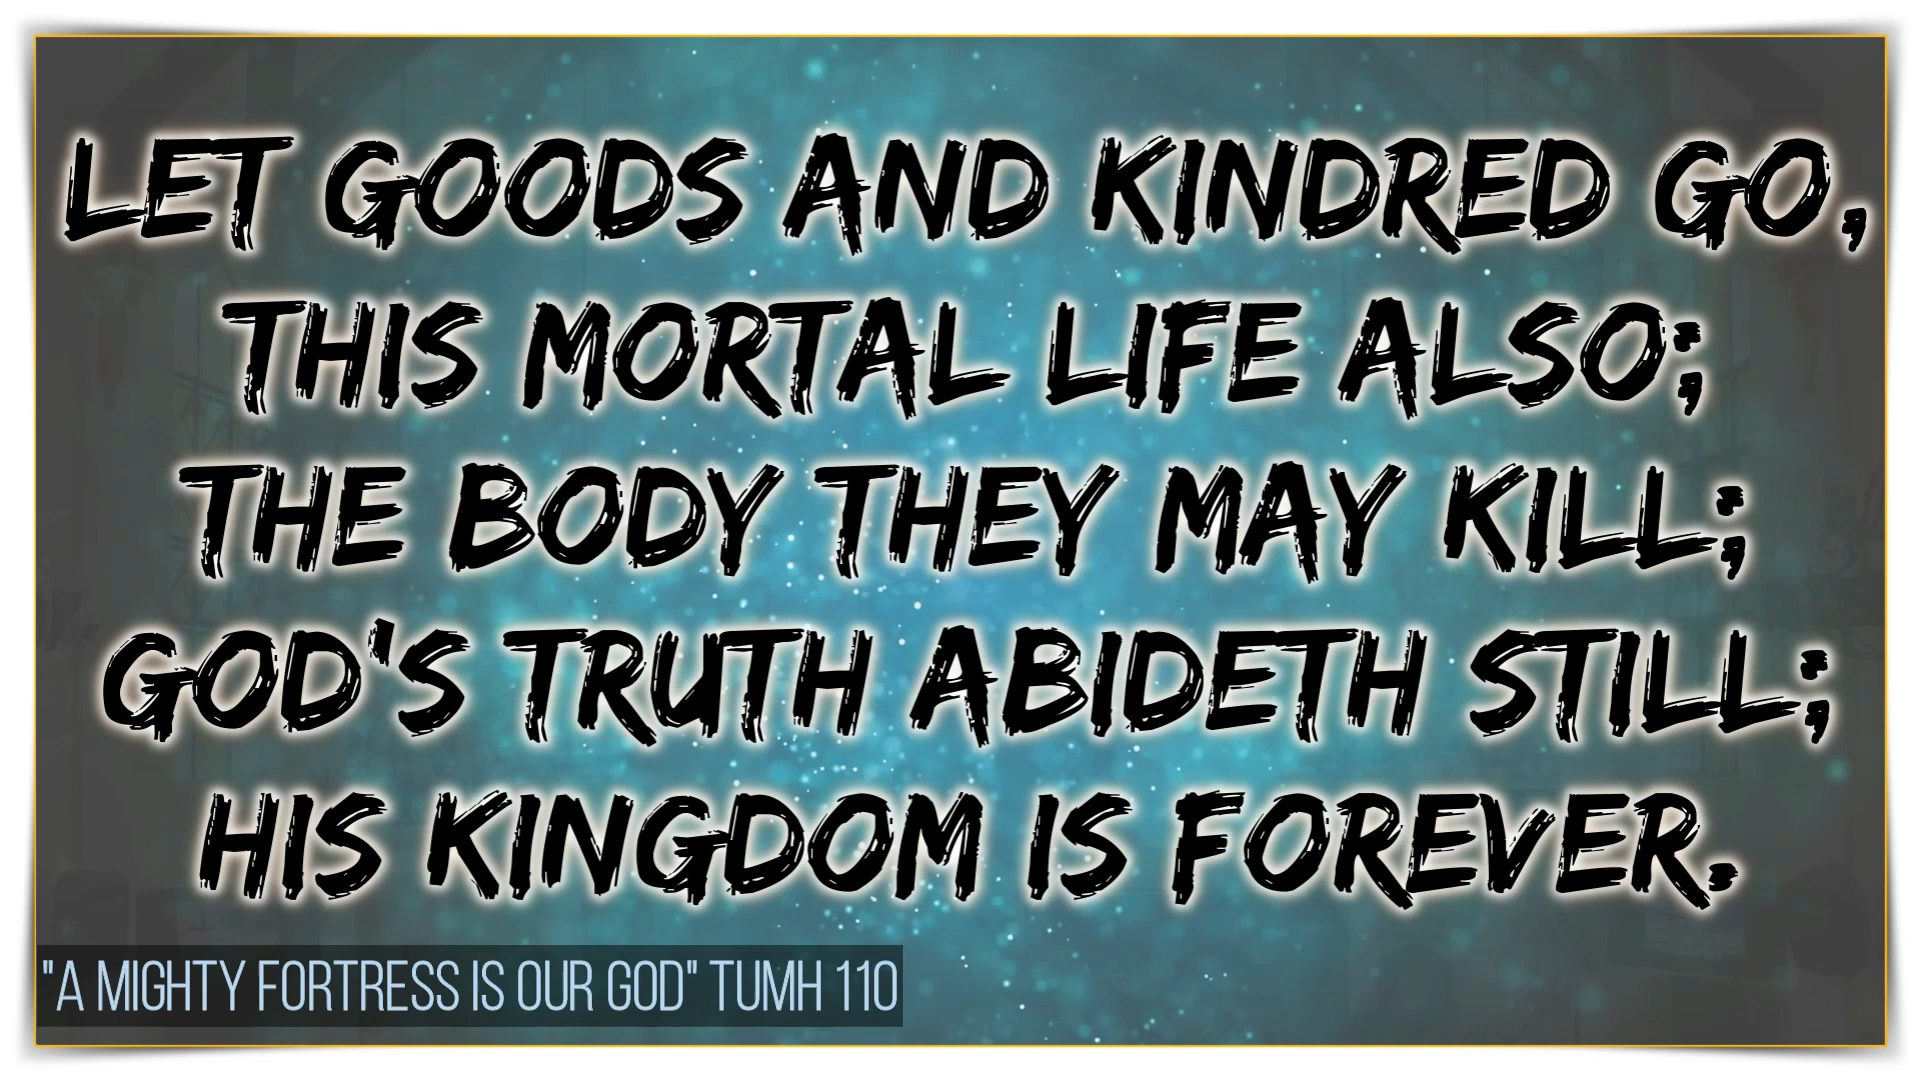 LET GOODS AND KINDRED GO,
THIS MORTAL LIFE ALSO;
THE BODY THEY MAY KILL;
GOD'S TRUTH ABIDETH STILL;
HIS KINGDOM IS FOREVER.
"A MIGHTY FORTRESS IS OUR GOD" TUMH 110